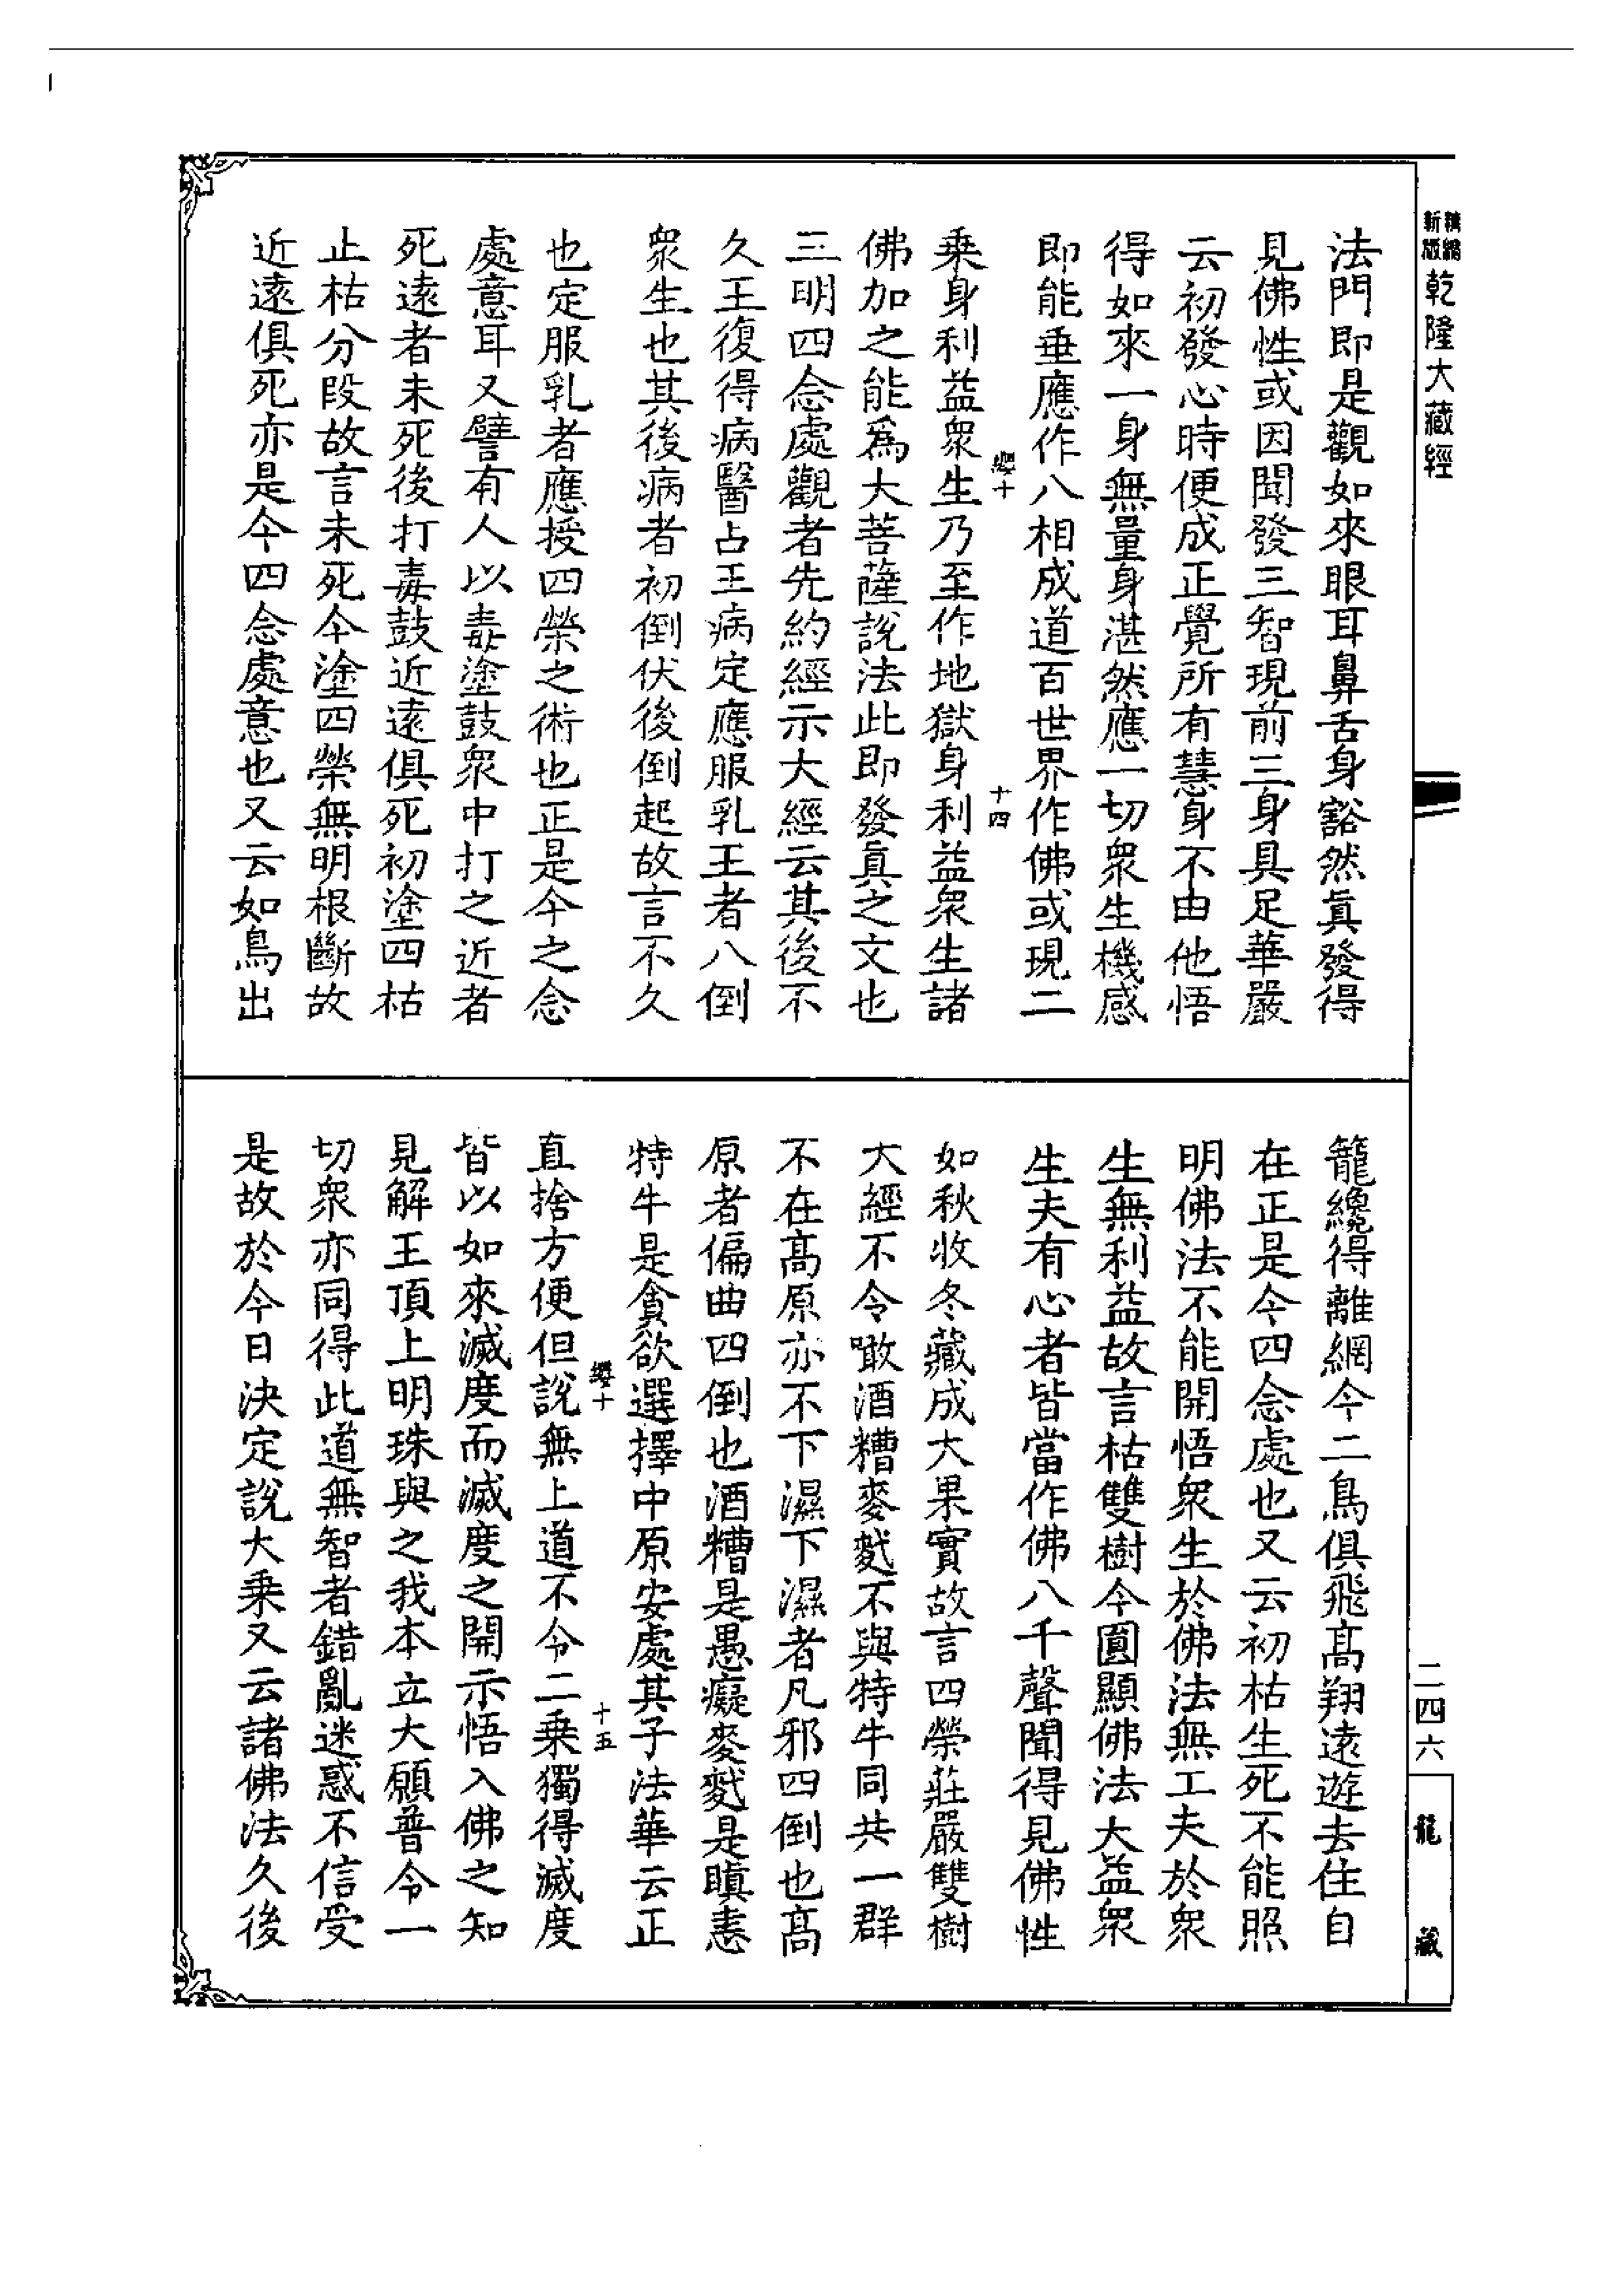 精編
新版
乾隆大藏經
法門即是觀如來眼耳鼻舌身豁然眞發得
見佛性或因聞發三智現前三身具足華嚴
云初發心時便成正覺所有慧身不由他悟
得如來一身無量身湛然應一切衆生機感
即能垂應作八相成道百世界作佛或現二
纓十
十四
乗身利益衆生乃至作地獄身利益衆生諸
佛加之能爲大菩薩說法此即發眞之文也
三明四念處觀者先約經示大經云其後不
久王復得病醫占王病定應服乳王者八倒
衆生也其後病者初倒伏後倒起故言不久
也定服乳者應授四榮之術也正是今之念
處意耳又譬有人以毒塗鼓衆中打之近者
死遠者未死後打毒鼓近遠俱死初塗四枯
止枯分段故言未死今塗四榮無明根斷故
近遠俱死亦是今四念處意也又云如鳥出
籠纔得離網今二鳥俱飛髙翔遠遊去住自
在正是今四念處也又云初枯生死不能照
明佛法不能開悟衆生於佛法無工夫於衆
生無利益故言枯雙樹今圓顯佛法大益衆
生夫有心者皆當作佛八千聲聞得見佛性
如秋收冬藏成大果實故言四榮莊嚴雙樹
大經不令噉酒糟麥䴬不與特牛同共一群
不在髙原亦不下濕下濕者凡邪四倒也髙
原者偏曲四倒也酒糟是愚癡麥䴬是瞋恚
特牛是貪欲選擇中原安處其子法華云正
纓十
十五
直捨方便但說無上道不令二乗獨得滅度
皆以如來滅度而滅度之開示悟入佛之知
見解王頂上明珠與之我本立大願普令一
切衆亦同得此道無智者錯亂迷惑不信受
是故於今日決定說大乗又云諸佛法久後
二四六
龍藏